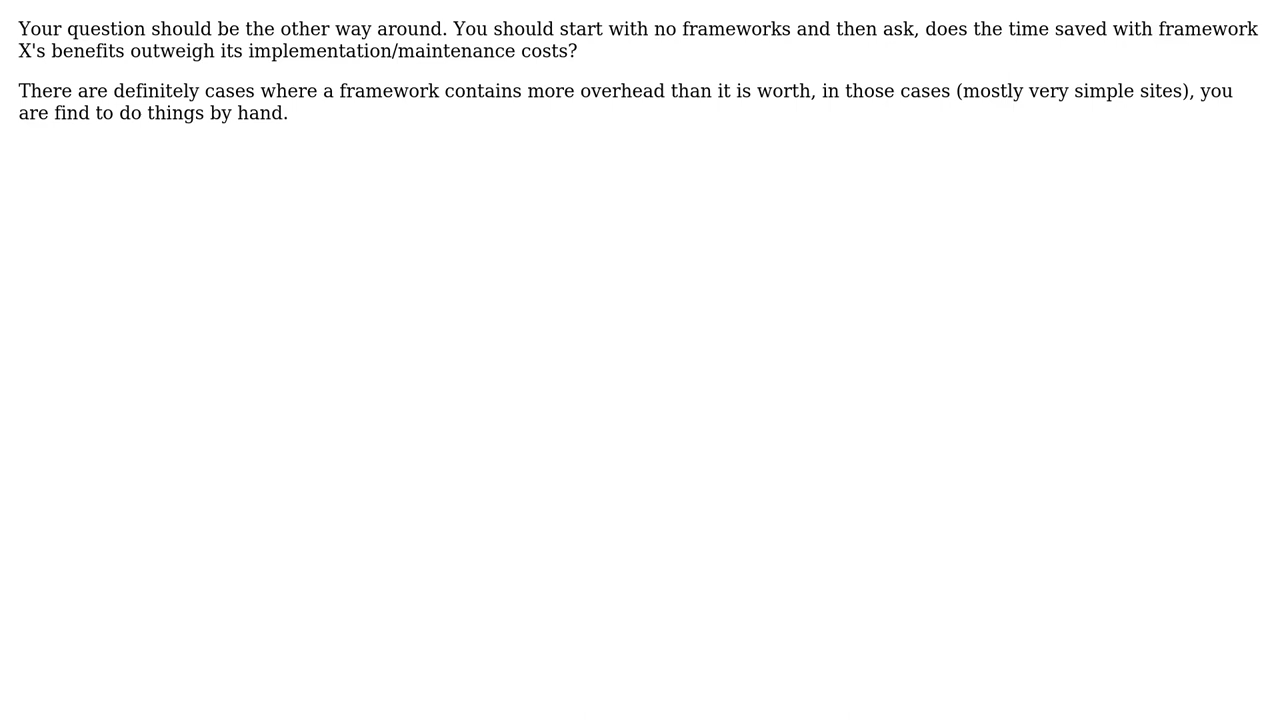 Your question should be the other way around. You should start with no frameworks and then ask, does the time saved with framework
X's benefits outweigh its implementation/maintenance costs?
There are definitely cases where a framework contains more overhead than it is worth, in those cases (mostly very simple sites), you
are find to do things by hand.